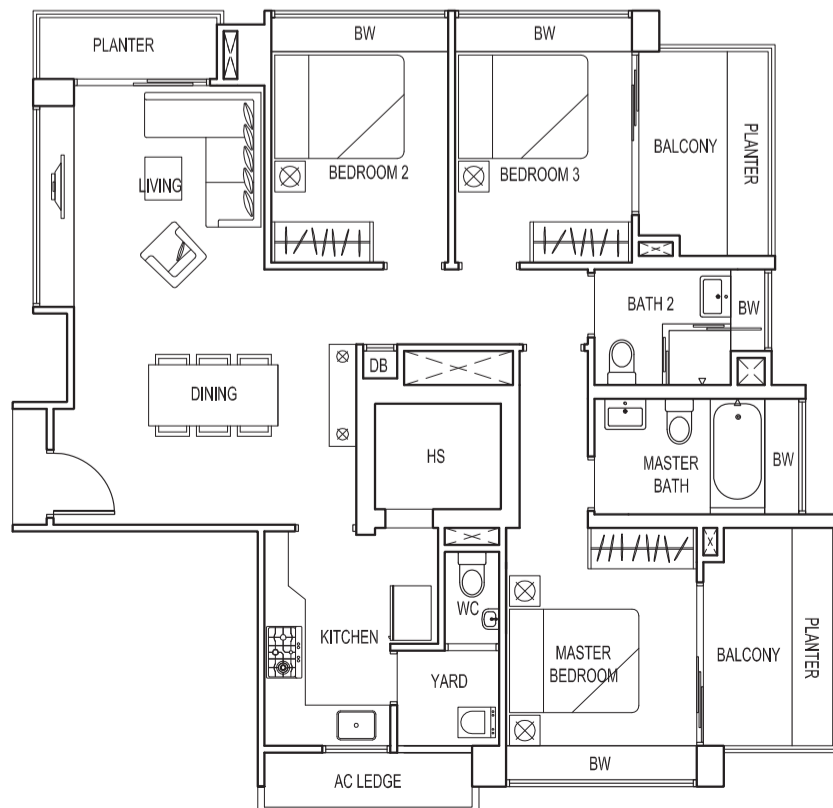 PLANTER
BW
BW
BEDROOM 2
BEDROOM 3
BALCONY
PLANTER
LIVING
BATH 2
BW
DB
DINING
HS
MASTER
BATH
BW
KITCHEN
WC
YARD
MASTER
BEDROOM
BALCONY
PLANTER
BW
AC LEDGE